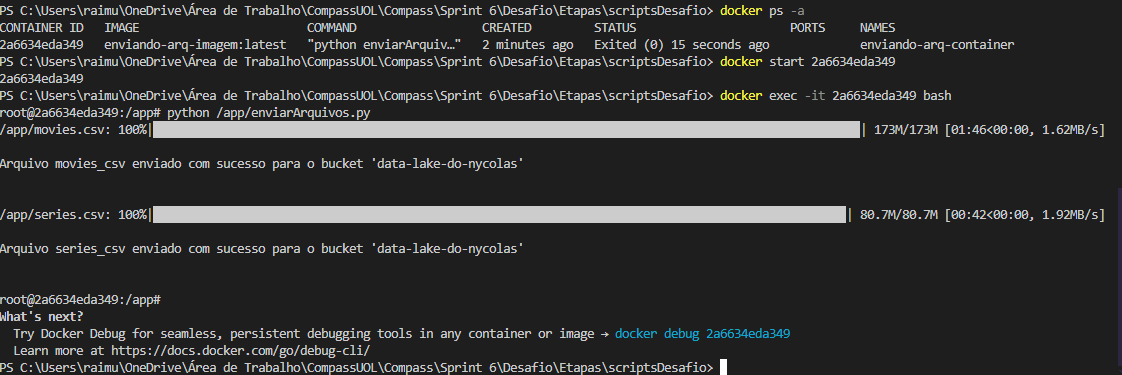 PS C:\Users\raimu\OneDrive\Área de Trabalho\CompassUOL\Compass\Sprint 6\Desafio\Etapas\scriptsDesafio> docker ps -a
CONTAINER ID   IMAGE                         COMMAND                  CREATED         STATUS                      PORTS     NAMES
2a6634eda349   enviando-arq-imagem:latest   "python enviarArquiv…"   2 minutes ago   Exited (0) 15 seconds ago             enviando-arq-container
PS C:\Users\raimu\OneDrive\Área de Trabalho\CompassUOL\Compass\Sprint 6\Desafio\Etapas\scriptsDesafio> docker start 2a6634eda349
2a6634eda349
PS C:\Users\raimu\OneDrive\Área de Trabalho\CompassUOL\Compass\Sprint 6\Desafio\Etapas\scriptsDesafio> docker exec -it 2a6634eda349 bash
root@2a6634eda349:/app# python /app/enviarArquivos.py
/app/movies.csv: 100%| | 173M/173M [01:46<00:00, 1.62MB/s]
Arquivo movies_csv enviado com sucesso para o bucket 'data-lake-do-nycolas'
/app/series.csv: 100%| | 80.7M/80.7M [00:42<00:00, 1.92MB/s]
Arquivo series_csv enviado com sucesso para o bucket 'data-lake-do-nycolas'
root@2a6634eda349:/app#
What's next?
Try Docker Debug for seamless, persistent debugging tools in any container or image → docker debug 2a6634eda349
Learn more at https://docs.docker.com/go/debug-cli/
PS C:\Users\raimu\OneDrive\Área de Trabalho\CompassUOL\Compass\Sprint 6\Desafio\Etapas\scriptsDesafio>